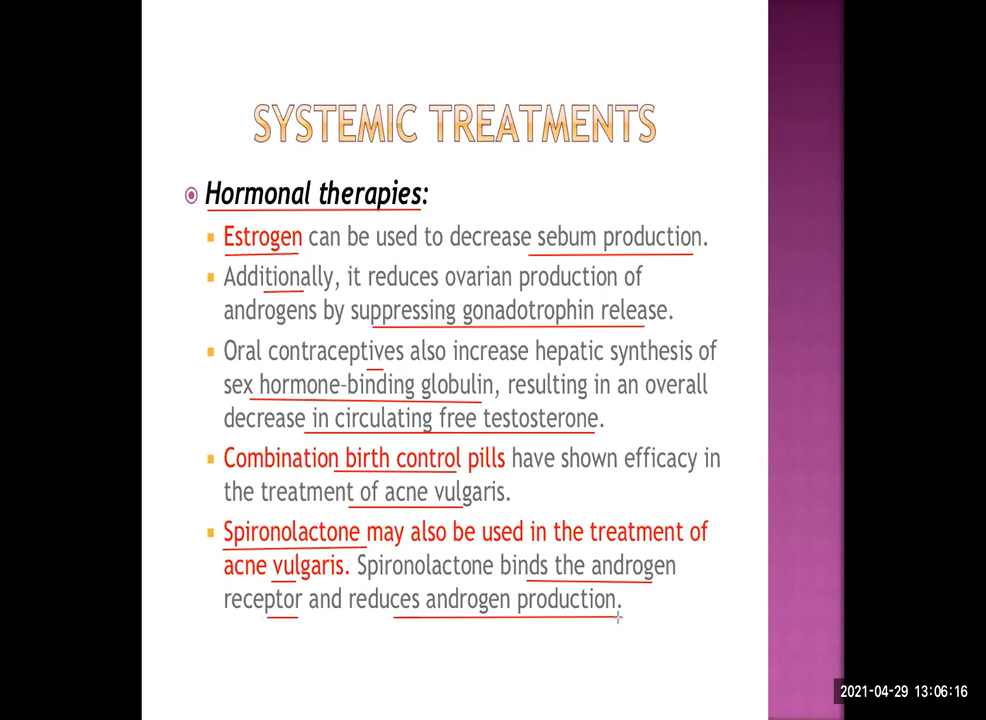 SYSTEMIC TREATMENTS
Hormonal therapies:
Estrogen can be used to decrease sebum production.
Additionally, it reduces ovarian production of
androgens by suppressing gonadotrophin release.
Oral contraceptives also increase hepatic synthesis of
sex hormone-binding globulin, resulting in an overall
decrease in circulating free testosterone.
Combination birth control pills have shown efficacy in
the treatment of acne vulgaris.
Spironolactone may also be used in the treatment of
acne vulgaris. Spironolactone binds the androgen
receptor and reduces androgen production.
2021-04-29 13:06:16